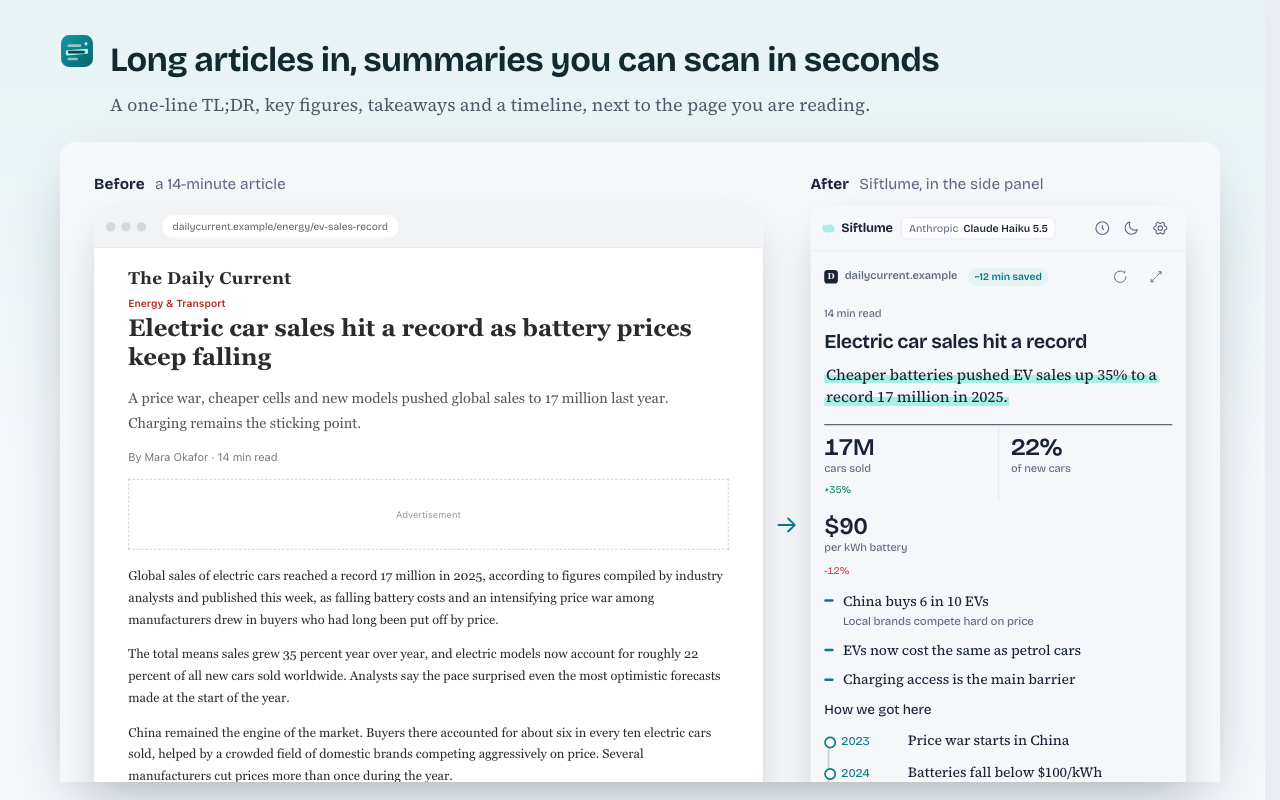 Long articles in, summaries you can scan in seconds
A one-line TL;DR, key figures, takeaways and a timeline, next to the page you are reading.
Before a 14-minute article
dailycurrent.example/energy/ev-sales-record
The Daily Current
Energy & Transport
Electric car sales hit a record as battery prices
keep falling
A price war, cheaper cells and new models pushed global sales to 17 million last year.
Charging remains the sticking point.
By Mara Okafor · 14 min read
Advertisement
Global sales of electric cars reached a record 17 million in 2025, according to figures compiled by industry
analysts and published this week, as falling battery costs and an intensifying price war among
manufacturers drew in buyers who had long been put off by price.
The total means sales grew 35 percent year over year, and electric models now account for roughly 22
percent of all new cars sold worldwide. Analysts say the pace surprised even the most optimistic forecasts
made at the start of the year.
China remained the engine of the market. Buyers there accounted for about six in every ten electric cars
sold, helped by a crowded field of domestic brands competing aggressively on price. Several
manufacturers cut prices more than once during the year.
After Siftlume, in the side panel
Siftlume Anthropic Claude Haiku 5.5
D dailycurrent.example ~12 min saved
14 min read
Electric car sales hit a record
Cheaper batteries pushed EV sales up 35% to a
record 17 million in 2025.
17M 22%
cars sold of new cars
+35%
$90
per kWh battery
-12%
China buys 6 in 10 EVs
Local brands compete hard on price
EVs now cost the same as petrol cars
Charging access is the main barrier
How we got here
2023 Price war starts in China
2024 Batteries fall below $100/kWh